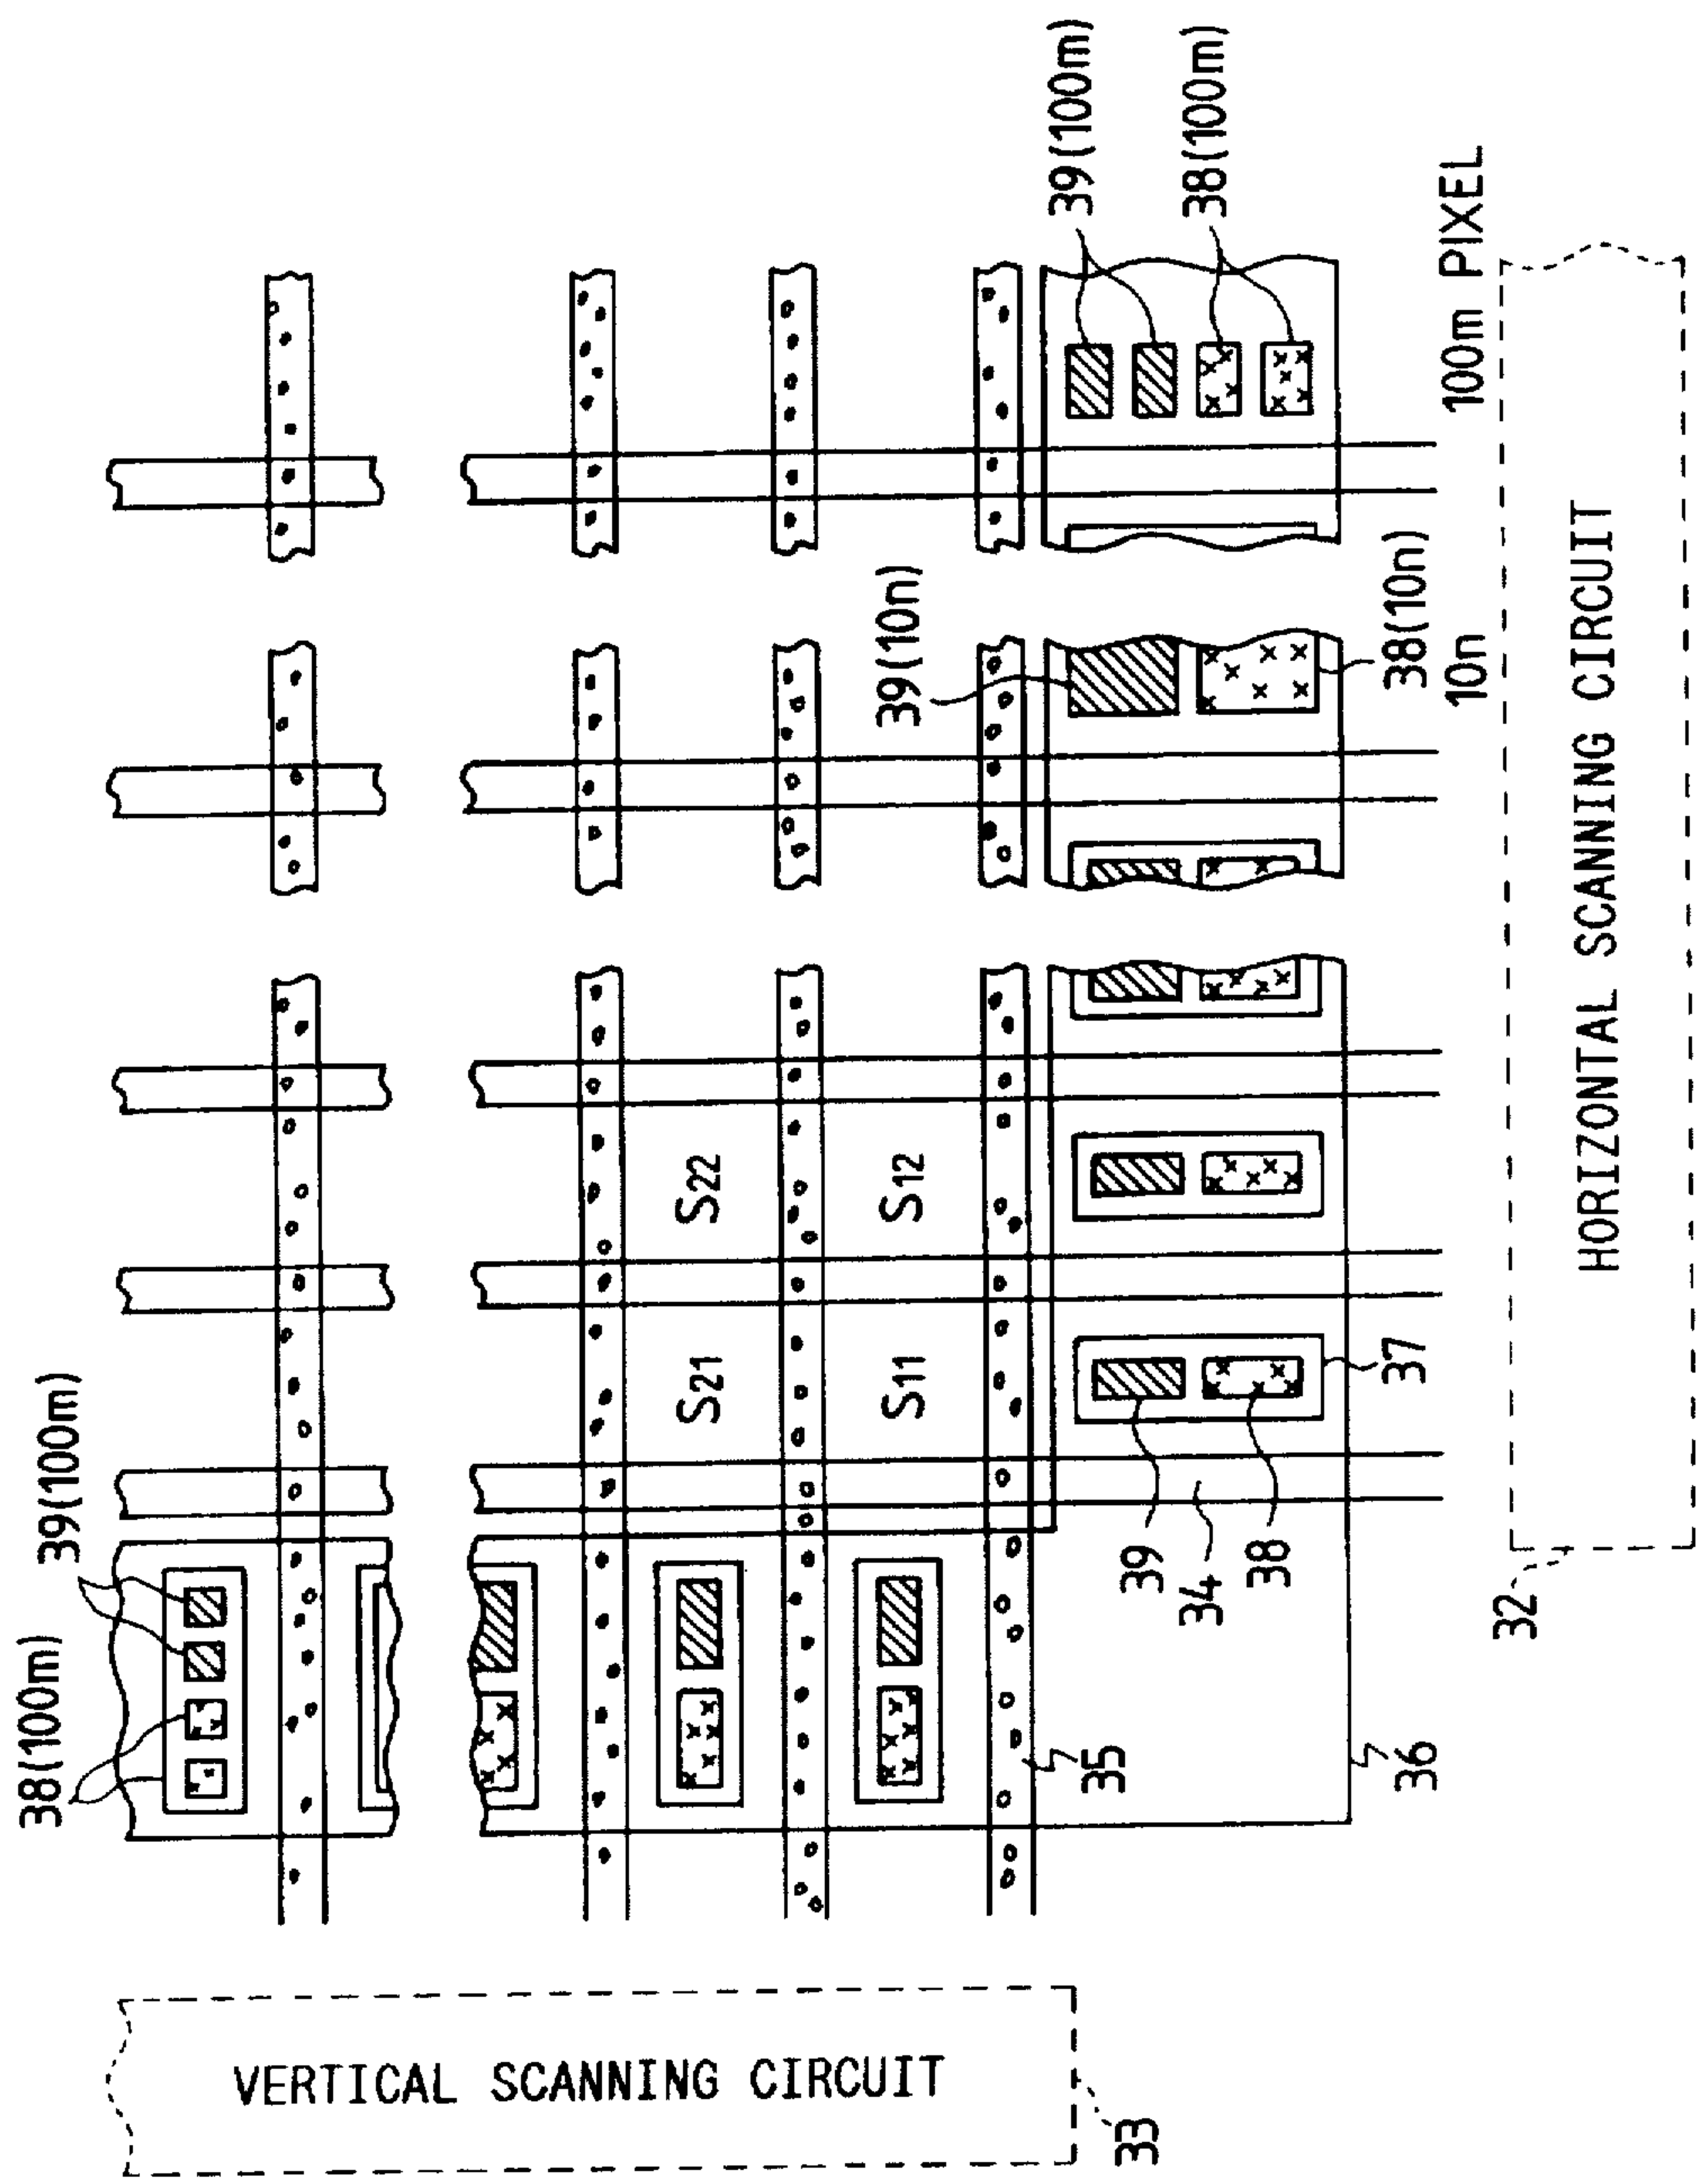 38(100m)
39(100m)
VERTICAL SCANNING CIRCUIT
S21
S22
S11
S12
39(10n)
39(100m)
33
35
39
34
38
38(100m)
36
37
38(10n)
10n
100m PIXEL
32
HORIZONTAL SCANNING CIRCUIT